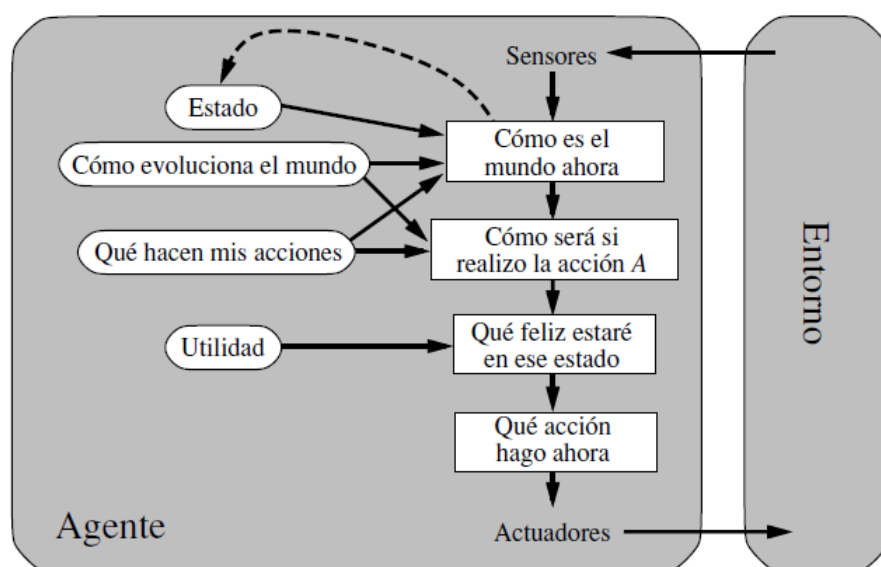 Sensores
Estado
Cómo es el
mundo ahora
Cómo evoluciona el mundo
Qué hacen mis acciones
Cómo será si
realizo la acción A
Utilidad
Qué feliz estaré
en ese estado
Qué acción
hago ahora
Agente
Actuadores
Entorno